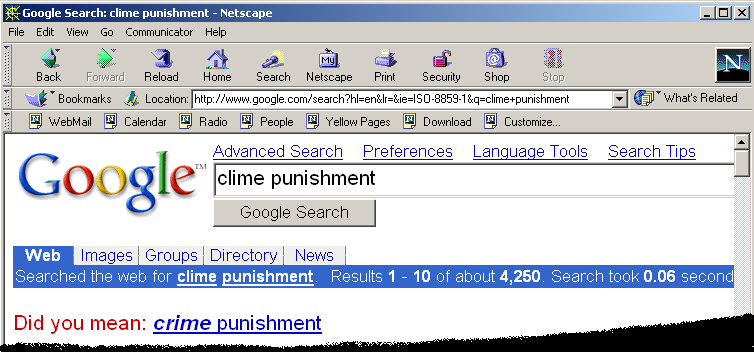 Google Search: clime punishment - Netscape
File Edit View Go Communicator Help
Back Forward Reload Home Search Netscape Print Security Shop Stop
My
N
Bookmarks Location: http://www.google.com/search?hl=en&lr=&ie=ISO-8859-1&q=clime+punishment What's Related
WebMail Calendar Radio People Yellow Pages Download Customize...
Google™
Advanced Search Preferences Language Tools Search Tips
clime punishment
Google Search
Web Images Groups Directory News
Searched the web for clime punishment. Results 1 - 10 of about 4,250. Search took 0.06 second
Did you mean: crime punishment